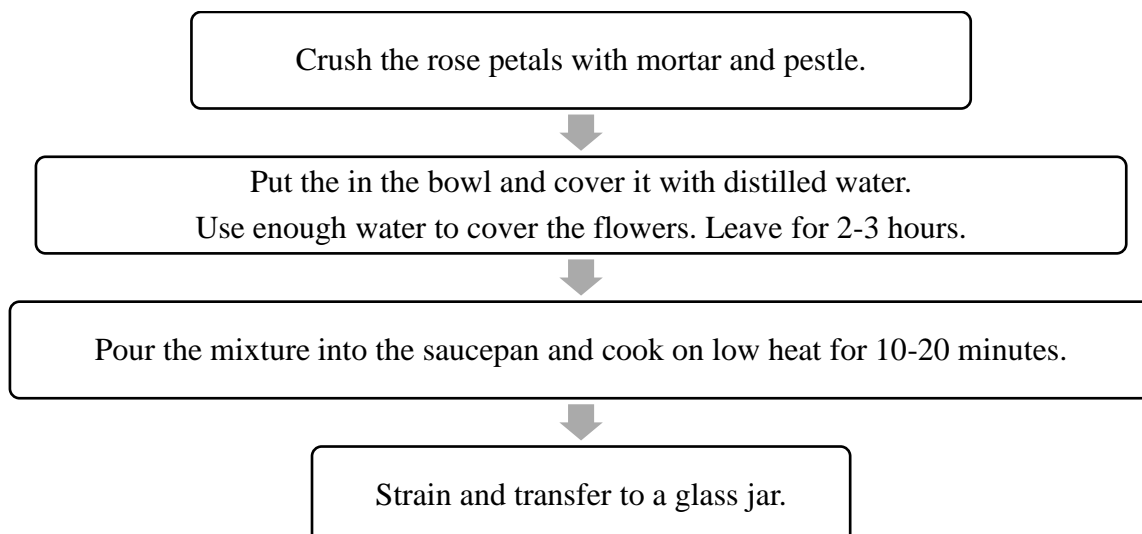 Crush the rose petals with mortar and pestle.
Put the in the bowl and cover it with distilled water.
Use enough water to cover the flowers. Leave for 2-3 hours.
Pour the mixture into the saucepan and cook on low heat for 10-20 minutes.
Strain and transfer to a glass jar.